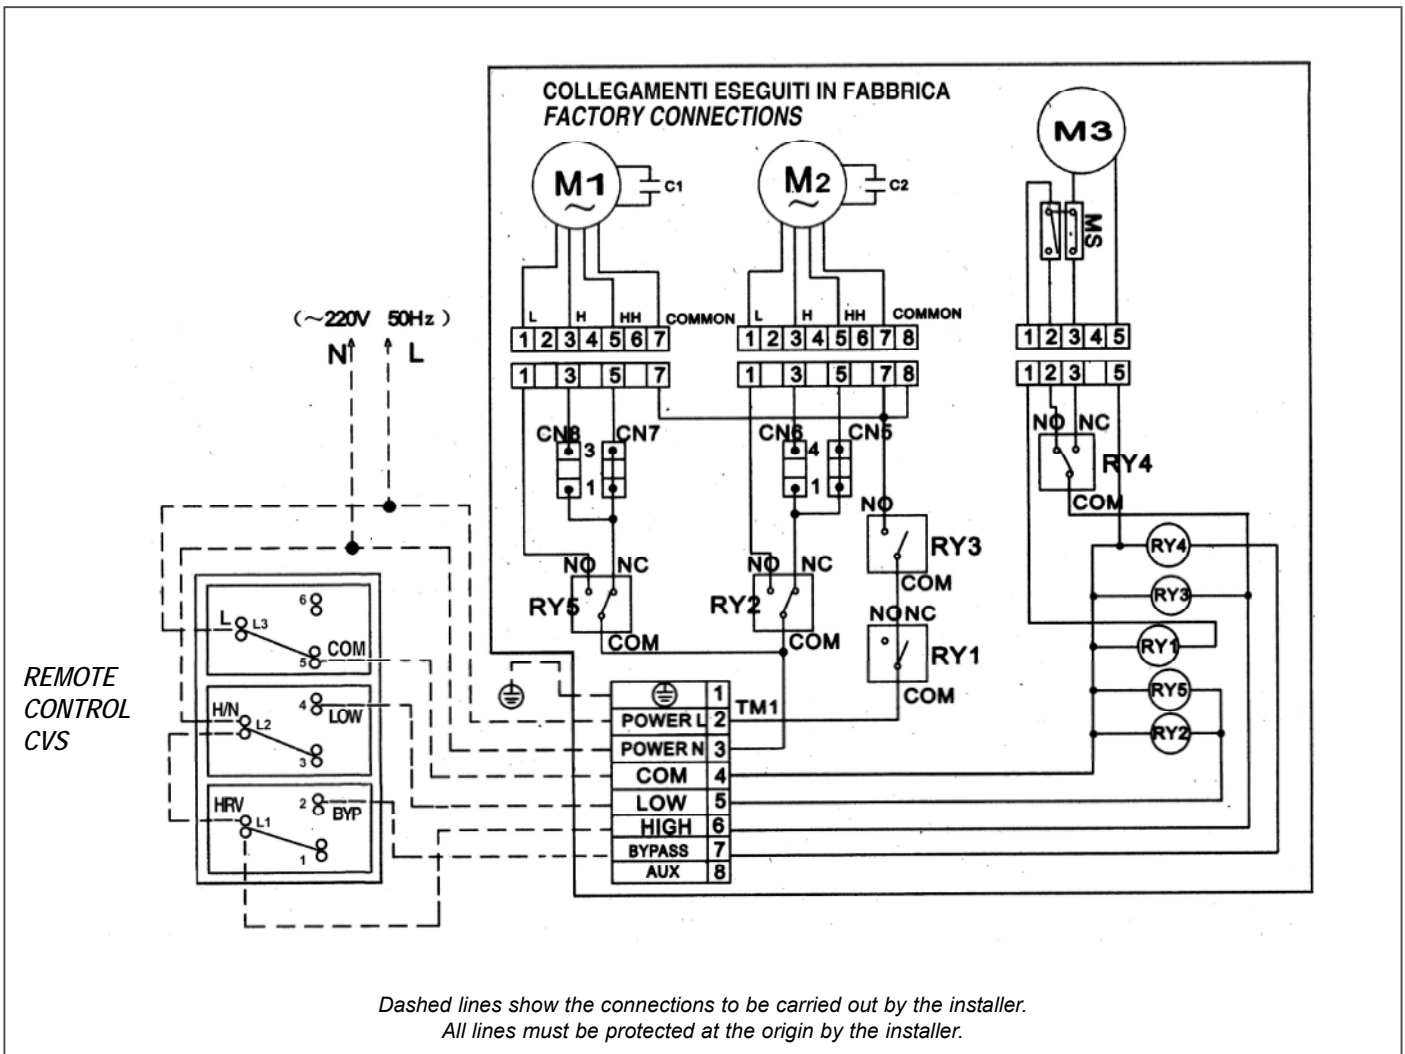 COLLEGAMENTI ESEGUITI IN FABBRICA
FACTORY CONNECTIONS
M1
C1
M2
C2
M3
MS
(~220V 50Hz)
N L
L H HH COMMON
1 2 3 4 5 6 7
1 3 5 7
L H HH COMMON
1 2 3 4 5 6 7 8
1 3 5 7 8
1 2 3 4 5
1 2 3 5
CN8 3 CN7
1
CN6 4 CN5
1
NO NC
RY4
COM
NO
RY3
COM
NO NC
RY5
COM
NO NC
RY2
COM
NO NC
RY1
COM
RY4
RY3
RY1
RY5
RY2
REMOTE
CONTROL
CVS
6
L L3
COM
5
H/N 4
LOW
L2
3
HRV 2
BYP
L1
1
1
TM1
POWER L 2
POWER N 3
COM 4
LOW 5
HIGH 6
BYPASS 7
AUX 8
Dashed lines show the connections to be carried out by the installer.
All lines must be protected at the origin by the installer.